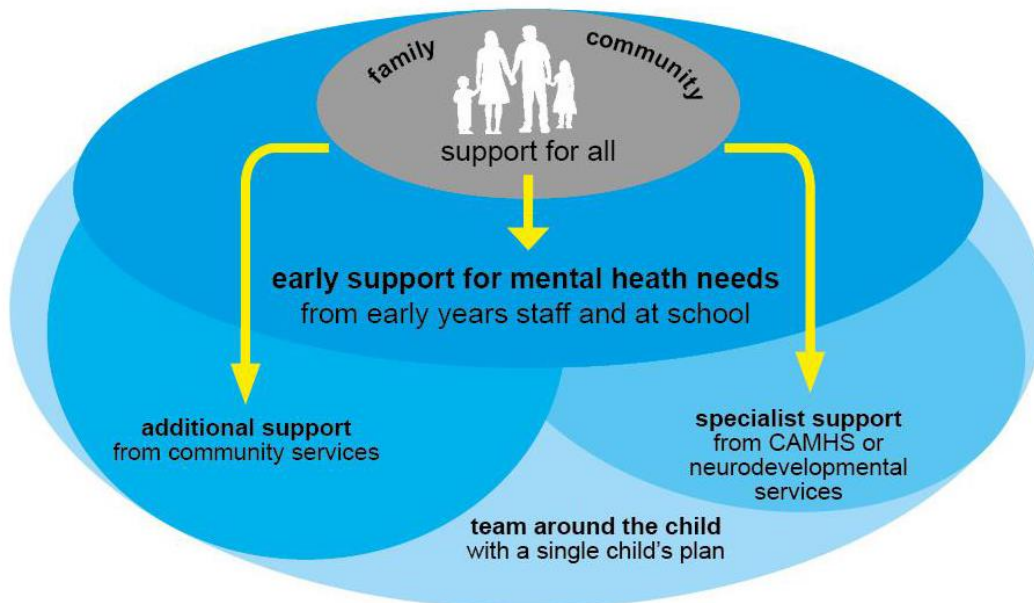 family
community
support for all
early support for mental heath needs
from early years staff and at school
additional support
from community services
specialist support
from CAMHS or
neurodevelopmental
services
team around the child
with a single child's plan